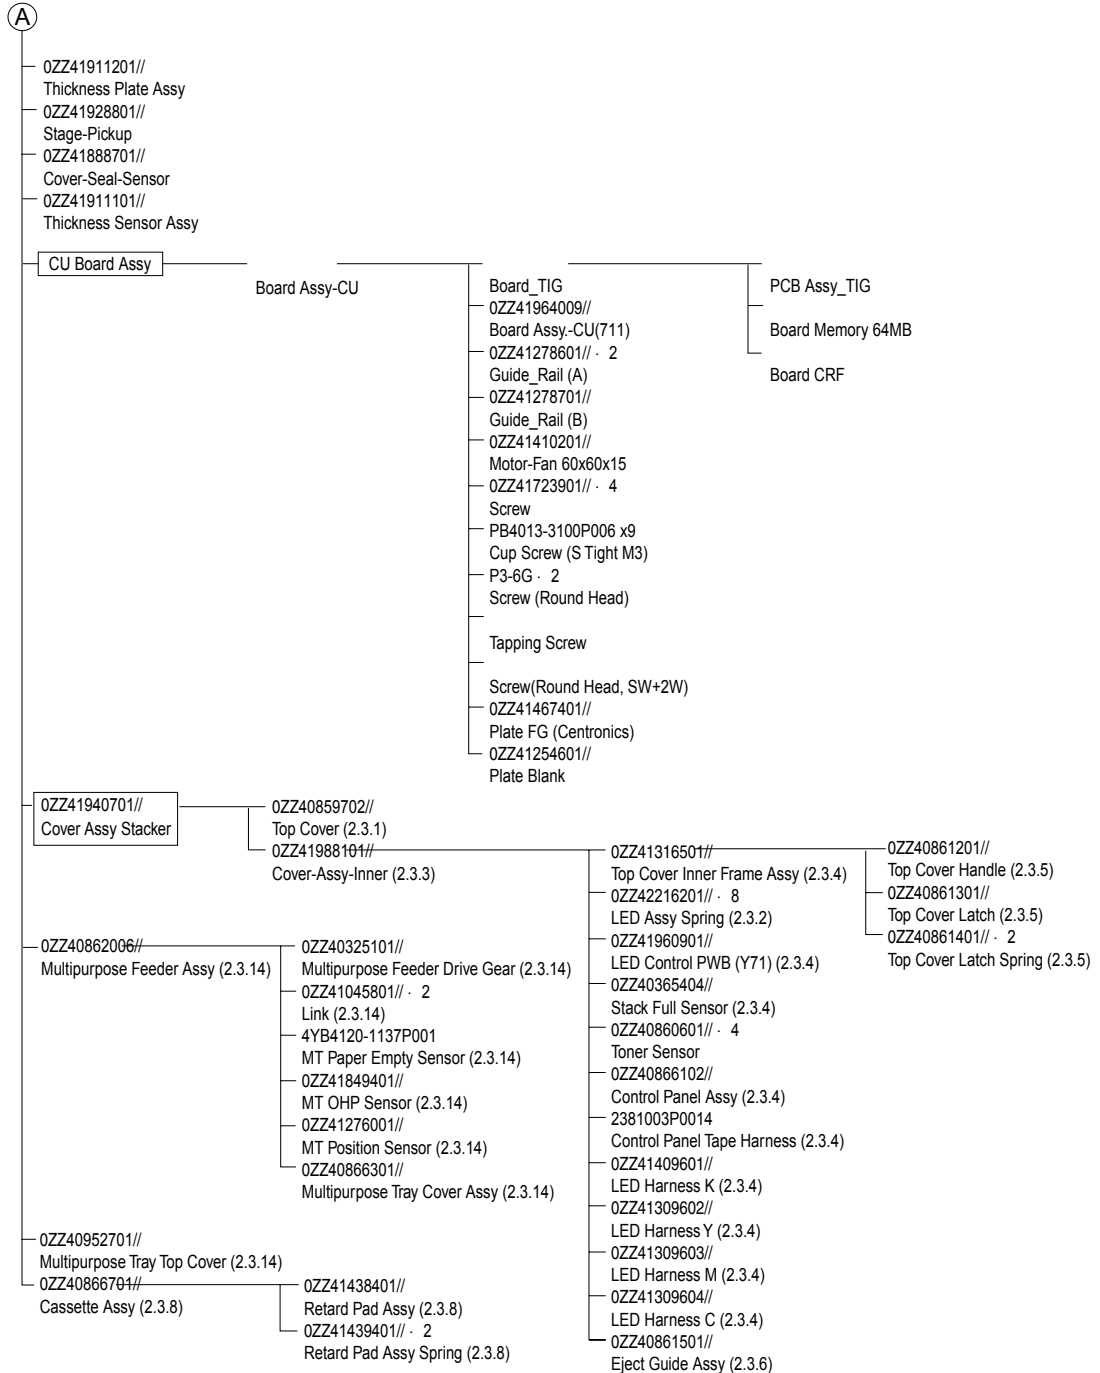 A
0ZZ41911201//
Thickness Plate Assy
0ZZ41928801//
Stage-Pickup
0ZZ41888701//
Cover-Seal-Sensor
0ZZ41911101//
Thickness Sensor Assy
CU Board Assy
Board Assy-CU
Board_TIG
0ZZ41964009//
Board Assy.-CU(711)
0ZZ41278601// · 2
Guide_Rail (A)
0ZZ41278701//
Guide_Rail (B)
0ZZ41410201//
Motor-Fan 60x60x15
0ZZ41723901// · 4
Screw
PB4013-3100P006 x9
Cup Screw (S Tight M3)
P3-6G · 2
Screw (Round Head)
Tapping Screw
Screw(Round Head, SW+2W)
0ZZ41467401//
Plate FG (Centronics)
0ZZ41254601//
Plate Blank
PCB Assy_TIG
Board Memory 64MB
Board CRF
0ZZ41940701//
Cover Assy Stacker
0ZZ40859702//
Top Cover (2.3.1)
0ZZ41988101//
Cover-Assy-Inner (2.3.3)
0ZZ41316501//
Top Cover Inner Frame Assy (2.3.4)
0ZZ42216201// · 8
LED Assy Spring (2.3.2)
0ZZ41960901//
LED Control PWB (Y71) (2.3.4)
0ZZ40365404//
Stack Full Sensor (2.3.4)
0ZZ40860601// · 4
Toner Sensor
0ZZ40866102//
Control Panel Assy (2.3.4)
2381003P0014
Control Panel Tape Harness (2.3.4)
0ZZ41409601//
LED Harness K (2.3.4)
0ZZ41309602//
LED Harness Y (2.3.4)
0ZZ41309603//
LED Harness M (2.3.4)
0ZZ41309604//
LED Harness C (2.3.4)
0ZZ40861501//
Eject Guide Assy (2.3.6)
0ZZ40861201//
Top Cover Handle (2.3.5)
0ZZ40861301//
Top Cover Latch (2.3.5)
0ZZ40861401// · 2
Top Cover Latch Spring (2.3.5)
0ZZ40862006//
Multipurpose Feeder Assy (2.3.14)
0ZZ40325101//
Multipurpose Feeder Drive Gear (2.3.14)
0ZZ41045801// · 2
Link (2.3.14)
4YB4120-1137P001
MT Paper Empty Sensor (2.3.14)
0ZZ41849401//
MT OHP Sensor (2.3.14)
0ZZ41276001//
MT Position Sensor (2.3.14)
0ZZ40866301//
Multipurpose Tray Cover Assy (2.3.14)
0ZZ40952701//
Multipurpose Tray Top Cover (2.3.14)
0ZZ40866701//
Cassette Assy (2.3.8)
0ZZ41438401//
Retard Pad Assy (2.3.8)
0ZZ41439401// · 2
Retard Pad Assy Spring (2.3.8)